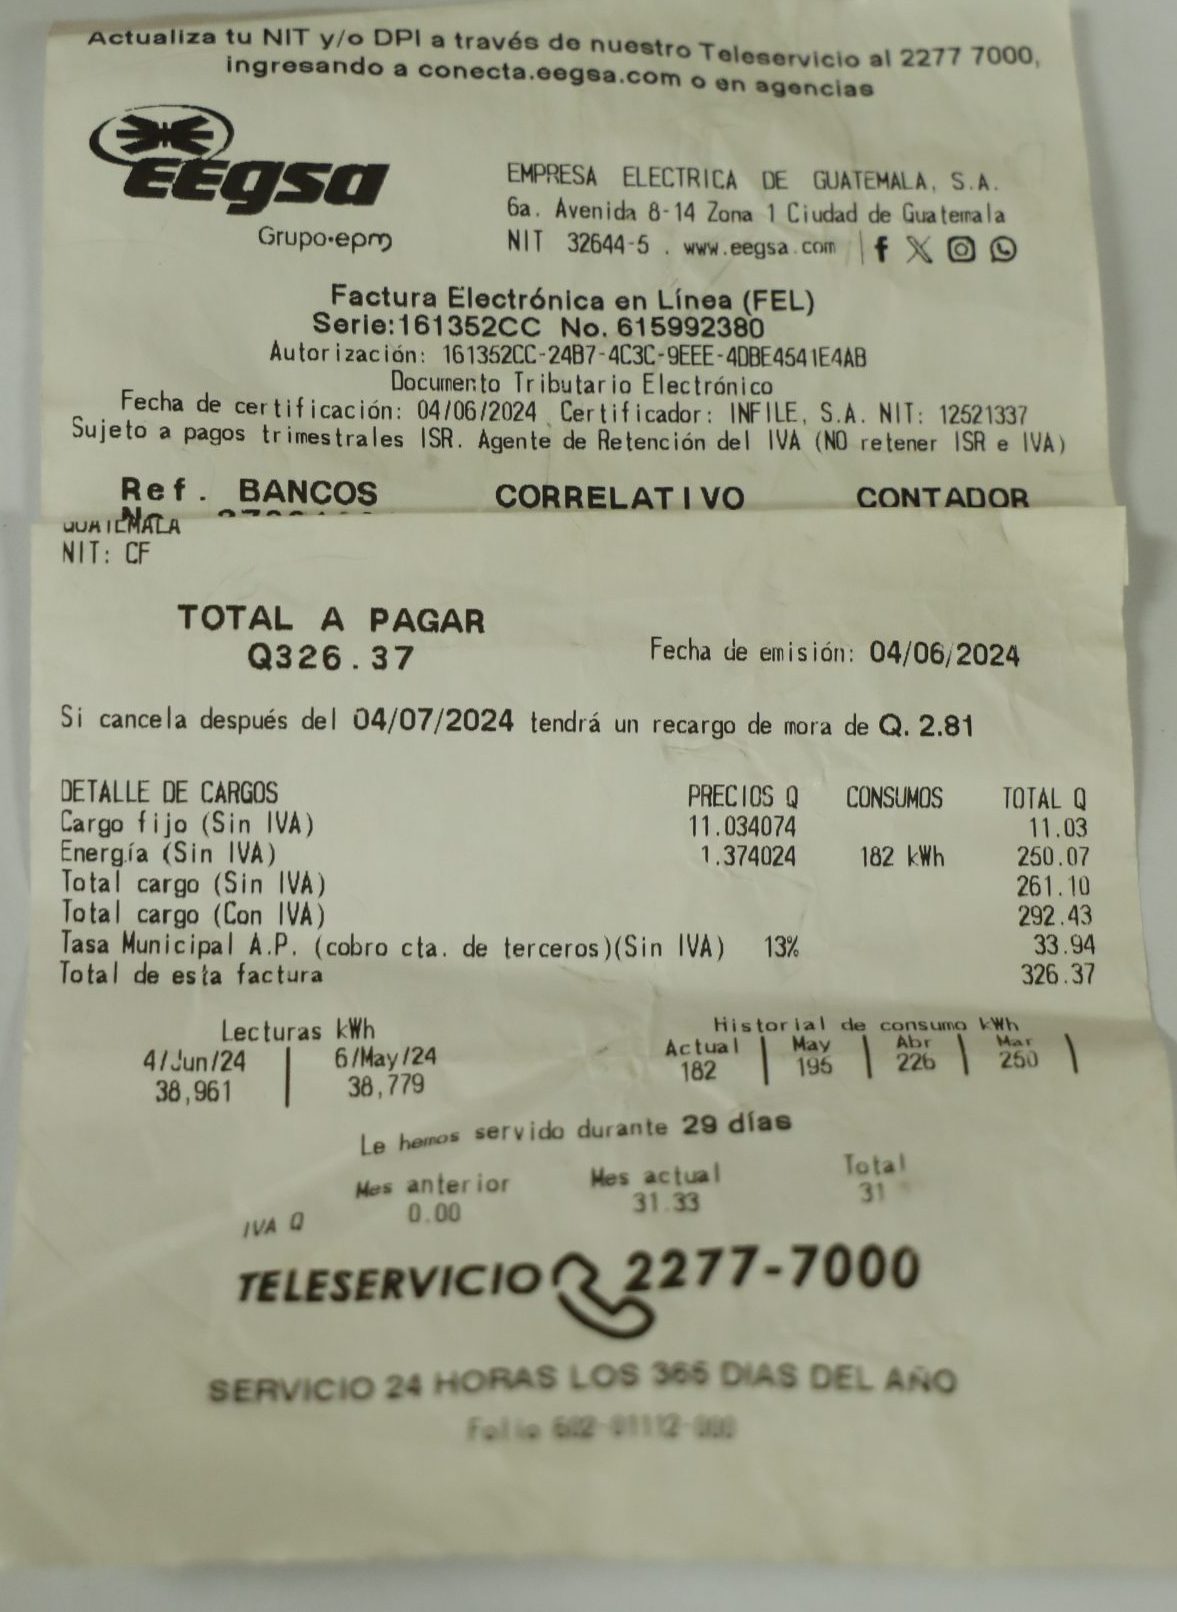 Actualiza tu NIT y/o DPI a través de nuestro Teleservicio al 2277 7000,
ingresando a conecta.eegsa.com o en agencias
eegsa
Grupo·epm
EMPRESA ELECTRICA DE GUATEMALA, S.A.
6a. Avenida 8-14 Zona 1 Ciudad de Guatemala
NIT 32644-5 . www.eegsa.com
Factura Electrónica en Línea (FEL)
Serie:161352CC No. 615992380
Autorización: 161352CC-24B7-4C3C-9EEE-4DBE4541E4AB
Documento Tributario Electrónico
Fecha de certificación: 04/06/2024 Certificador: INFILE, S.A. NIT: 12521337
Sujeto a pagos trimestrales ISR. Agente de Retención del IVA (NO retener ISR e IVA)
Ref. BANCOS CORRELATIVO CONTADOR
GUATEMALA
NIT: CF
TOTAL A PAGAR
Q326.37
Fecha de emisión: 04/06/2024
Si cancela después del 04/07/2024 tendrá un recargo de mora de Q. 2.81
DETALLE DE CARGOS PRECIOS Q CONSUMOS TOTAL Q
Cargo fijo (Sin IVA) 11.034074 11.03
Energía (Sin IVA) 1.374024 182 kWh 250.07
Total cargo (Sin IVA) 261.10
Total cargo (Con IVA) 292.43
Tasa Municipal A.P. (cobro cta. de terceros)(Sin IVA) 13% 33.94
Total de esta factura 326.37
Lecturas kWh
4/Jun/24 6/May/24
38,961 38,779
Historial de consumo kWh
Actual May Abr Mar
182 195 226 250
Le hemos servido durante 29 días
Mes anterior Mes actual Total
IVA Q 0.00 31.33 31
TELESERVICIO 2277-7000
SERVICIO 24 HORAS LOS 365 DIAS DEL AÑO
Folio